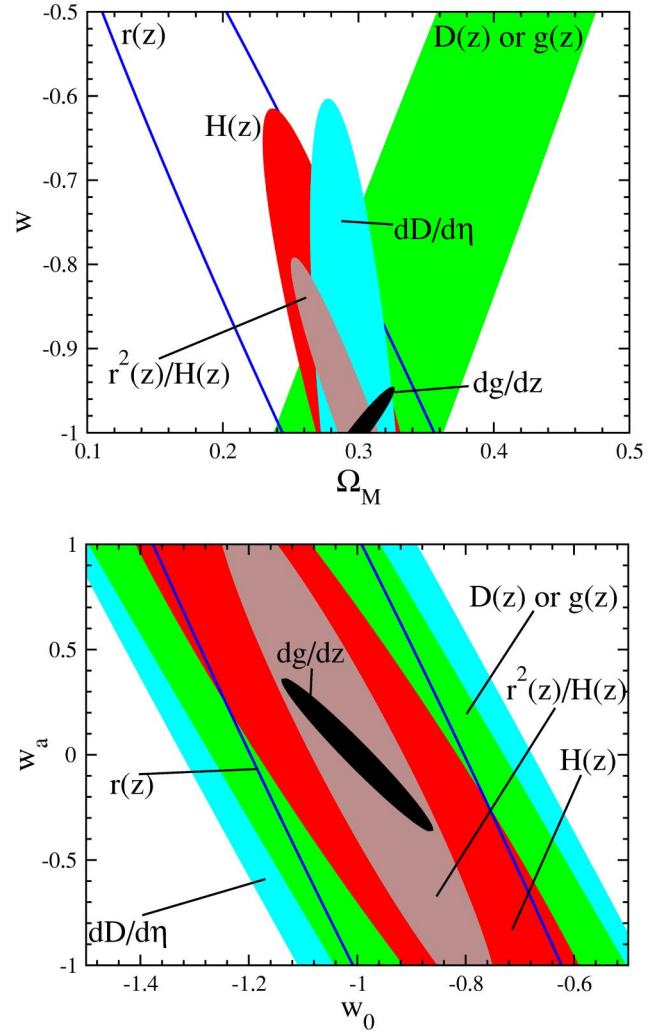 r(z)
D(z) or g(z)
-0.5
-0.6
H(z)
-0.7
w
dD/dη
-0.8
r²(z)/H(z)
-0.9
dg/dz
-1
0.1 0.2 0.3 0.4 0.5
Ω_M
1
D(z) or g(z)
0.5
dg/dz
r²(z)/H(z)
w_a
0
H(z)
r(z)
-0.5
dD/dη
-1
-1.4 -1.2 -1 -0.8 -0.6
w_0